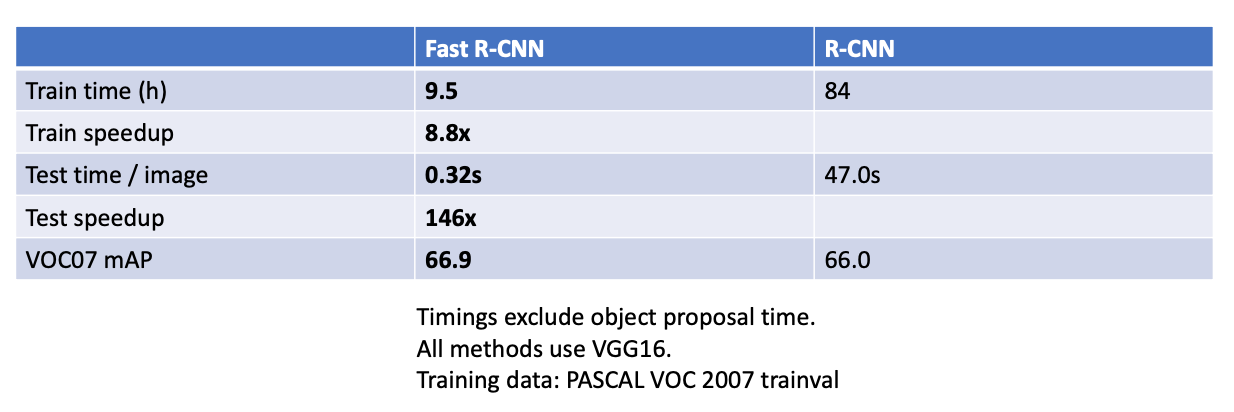 Fast R-CNN R-CNN
Train time (h) 9.5 84
Train speedup 8.8x
Test time / image 0.32s 47.0s
Test speedup 146x
VOC07 mAP 66.9 66.0
Timings exclude object proposal time.
All methods use VGG16.
Training data: PASCAL VOC 2007 trainval